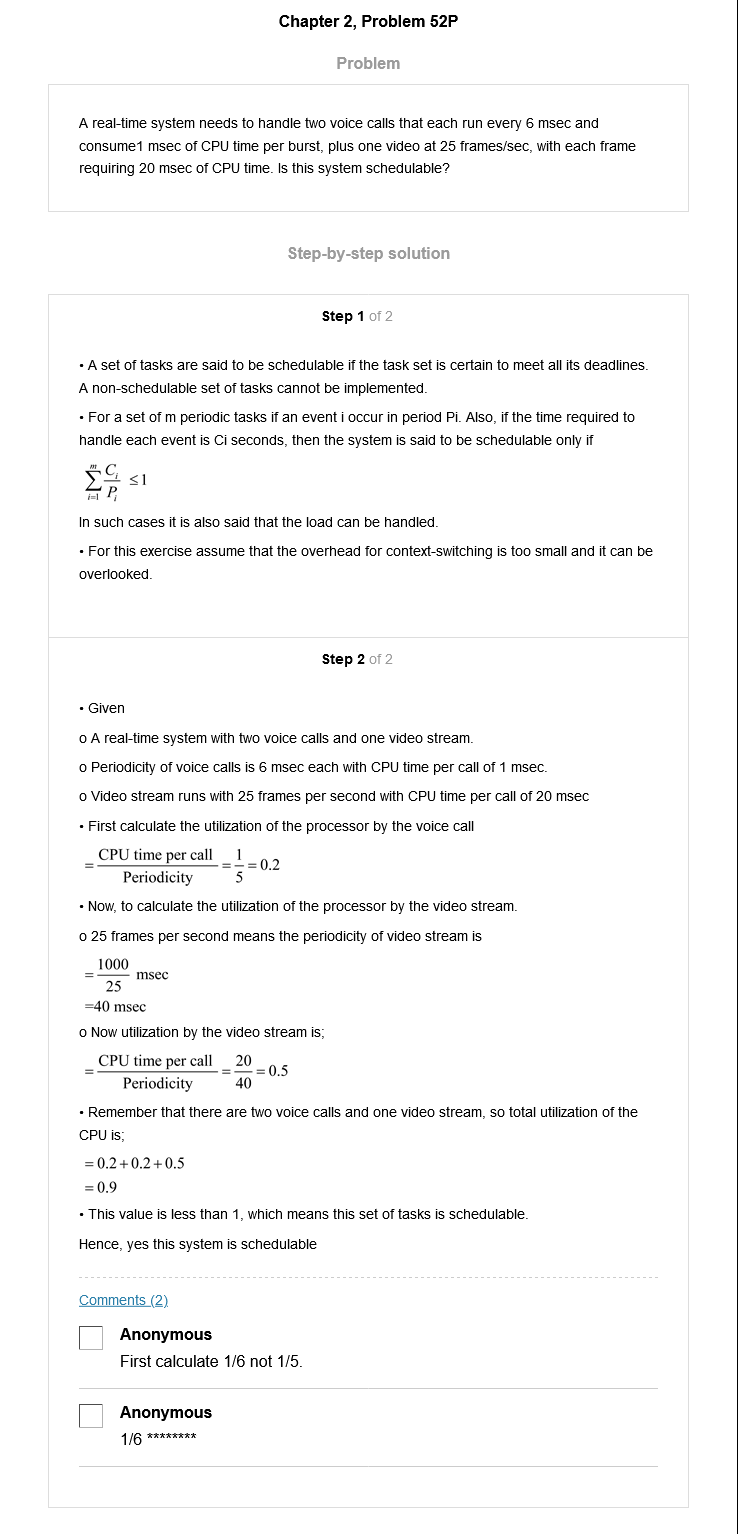 Chapter 2, Problem 52P
Problem
A real-time system needs to handle two voice calls that each run every 6 msec and
consume1 msec of CPU time per burst, plus one video at 25 frames/sec, with each frame
requiring 20 msec of CPU time. Is this system schedulable?
Step-by-step solution
Step 1 of 2
• A set of tasks are said to be schedulable if the task set is certain to meet all its deadlines.
A non-schedulable set of tasks cannot be implemented.
• For a set of m periodic tasks if an event i occur in period Pi. Also, if the time required to
handle each event is Ci seconds, then the system is said to be schedulable only if
∑_{i=1}^{m} C_i/P_i ≤ 1
In such cases it is also said that the load can be handled.
• For this exercise assume that the overhead for context-switching is too small and it can be
overlooked.
Step 2 of 2
• Given
o A real-time system with two voice calls and one video stream.
o Periodicity of voice calls is 6 msec each with CPU time per call of 1 msec.
o Video stream runs with 25 frames per second with CPU time per call of 20 msec
• First calculate the utilization of the processor by the voice call
= CPU time per call / Periodicity = 1/5 = 0.2
• Now, to calculate the utilization of the processor by the video stream.
o 25 frames per second means the periodicity of video stream is
= 1000/25 msec
=40 msec
o Now utilization by the video stream is;
= CPU time per call / Periodicity = 20/40 = 0.5
• Remember that there are two voice calls and one video stream, so total utilization of the
CPU is;
= 0.2 + 0.2 + 0.5
= 0.9
• This value is less than 1, which means this set of tasks is schedulable.
Hence, yes this system is schedulable
Comments (2)
Anonymous
First calculate 1/6 not 1/5.
Anonymous
1/6 ********